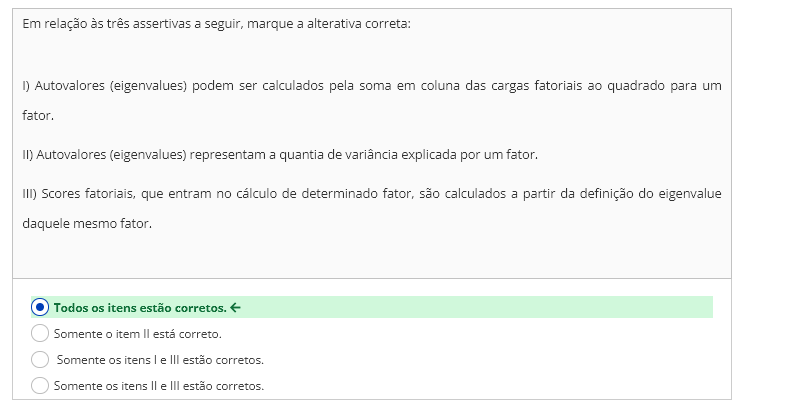 Em relação às três assertivas a seguir, marque a alterativa correta:
I) Autovalores (eigenvalues) podem ser calculados pela soma em coluna das cargas fatoriais ao quadrado para um
fator.
II) Autovalores (eigenvalues) representam a quantia de variância explicada por um fator.
III) Scores fatoriais, que entram no cálculo de determinado fator, são calculados a partir da definição do eigenvalue
daquele mesmo fator.
Todos os itens estão corretos. ←
Somente o item II está correto.
Somente os itens I e III estão corretos.
Somente os itens II e III estão corretos.